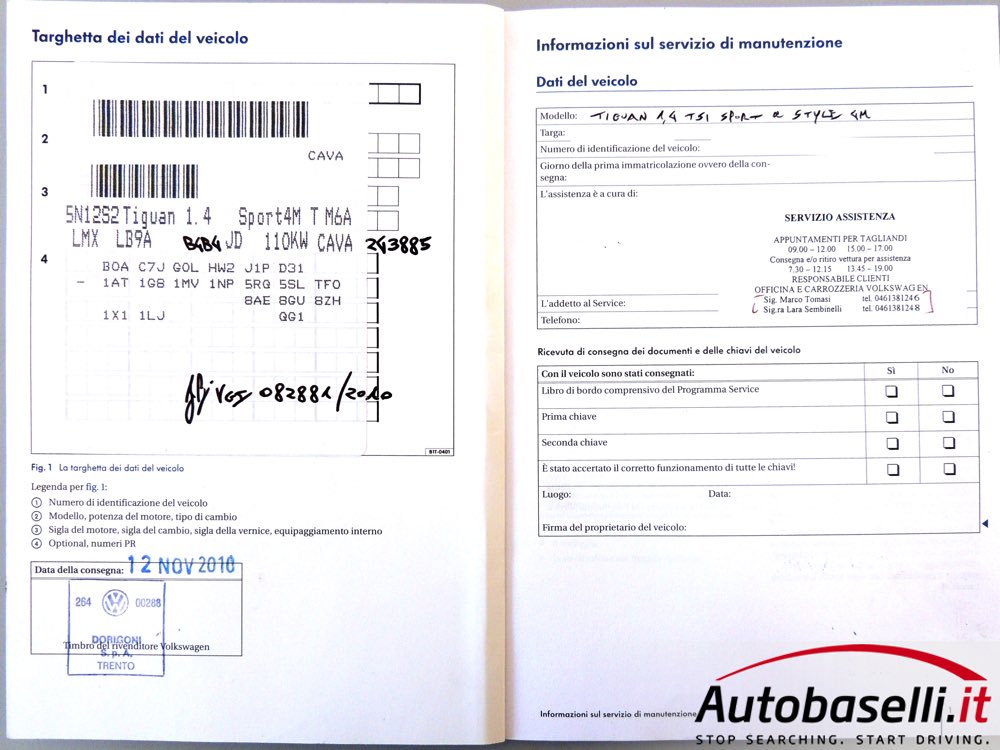 Targhetta dei dati del veicolo
1
2
CAVA
3
5N12S2 Tiguan 1.4 Sport4M T M6A
LMX LB9A B4B4 JD 110KW CAVA 243885
4
B0A C7J G0L HW2 J1P D31
- 1AT 1G8 1MV 1NP 5RQ 5SL TF0
8AE 8GU 8ZH
1X1 1LJ QG1
082881/2010
B1T-0401
Fig. 1 La targhetta dei dati del veicolo
Legenda per fig. 1:
1 Numero di identificazione del veicolo
2 Modello, potenza del motore, tipo di cambio
3 Sigla del motore, sigla del cambio, sigla della vernice, equipaggiamento interno
4 Optional, numeri PR
Data della consegna: 12 NOV 2010
264 00288
DORIGONI
S.p.A.
TRENTO
Timbro del rivenditore Volkswagen
Informazioni sul servizio di manutenzione
Dati del veicolo
Modello: TIGUAN 1,4 TSI SPORT & STYLE 4M
Targa:
Numero di identificazione del veicolo:
Giorno della prima immatricolazione ovvero della con-
segna:
L'assistenza è a cura di:
SERVIZIO ASSISTENZA
APPUNTAMENTI PER TAGLIANDI
09.00 – 12.00 15.00 – 17.00
Consegna e/o ritiro vettura per assistenza
7.30 – 12.15 13.45 – 19.00
RESPONSABILE CLIENTI
OFFICINA E CARROZZERIA VOLKSWAGEN
Sig. Marco Tomasi tel. 0461381246
Sig.ra Lara Sembinelli tel. 0461381248
L'addetto al Service:
Telefono:
Ricevuta di consegna dei documenti e delle chiavi del veicolo
Con il veicolo sono stati consegnati: Sì No
Libro di bordo comprensivo del Programma Service
Prima chiave
Seconda chiave
È stato accertato il corretto funzionamento di tutte le chiavi!
Luogo: Data:
Firma del proprietario del veicolo:
Informazioni sul servizio di manutenzione
Autobaselli.it
STOP SEARCHING. START DRIVING.